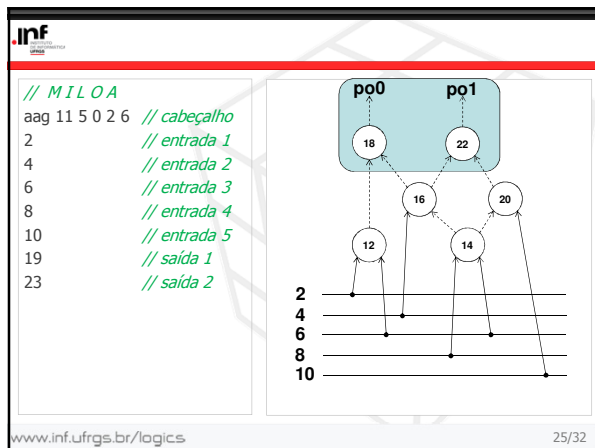 .inf
INSTITUTO
DE INFORMÁTICA
UFRGS
// M I L O A
aag 11 5 0 2 6 // cabeçalho
2 // entrada 1
4 // entrada 2
6 // entrada 3
8 // entrada 4
10 // entrada 5
19 // saída 1
23 // saída 2
po0 po1
18 22
16 20
12 14
2
4
6
8
10
www.inf.ufrgs.br/logics 25/32